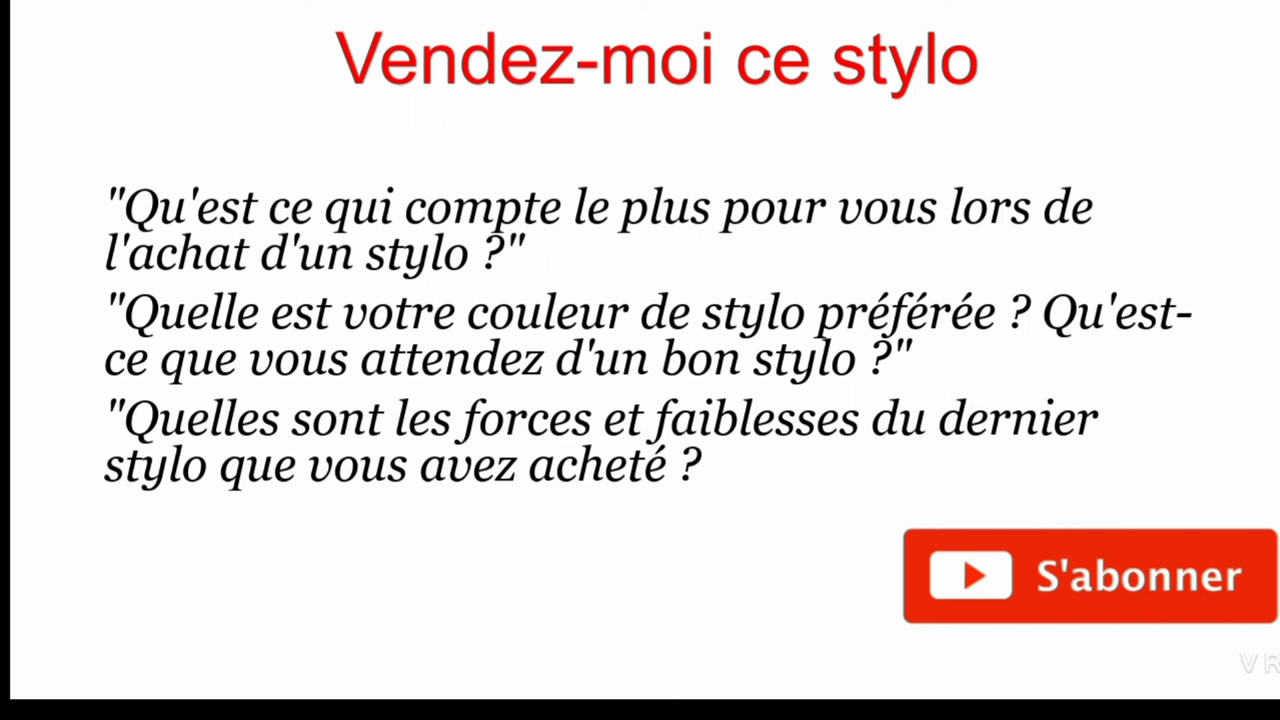 Vendez-moi ce stylo
"Qu'est ce qui compte le plus pour vous lors de
l'achat d'un stylo ?"
"Quelle est votre couleur de stylo préférée ? Qu'est-
ce que vous attendez d'un bon stylo ?"
"Quelles sont les forces et faiblesses du dernier
stylo que vous avez acheté ?
S'abonner
V R